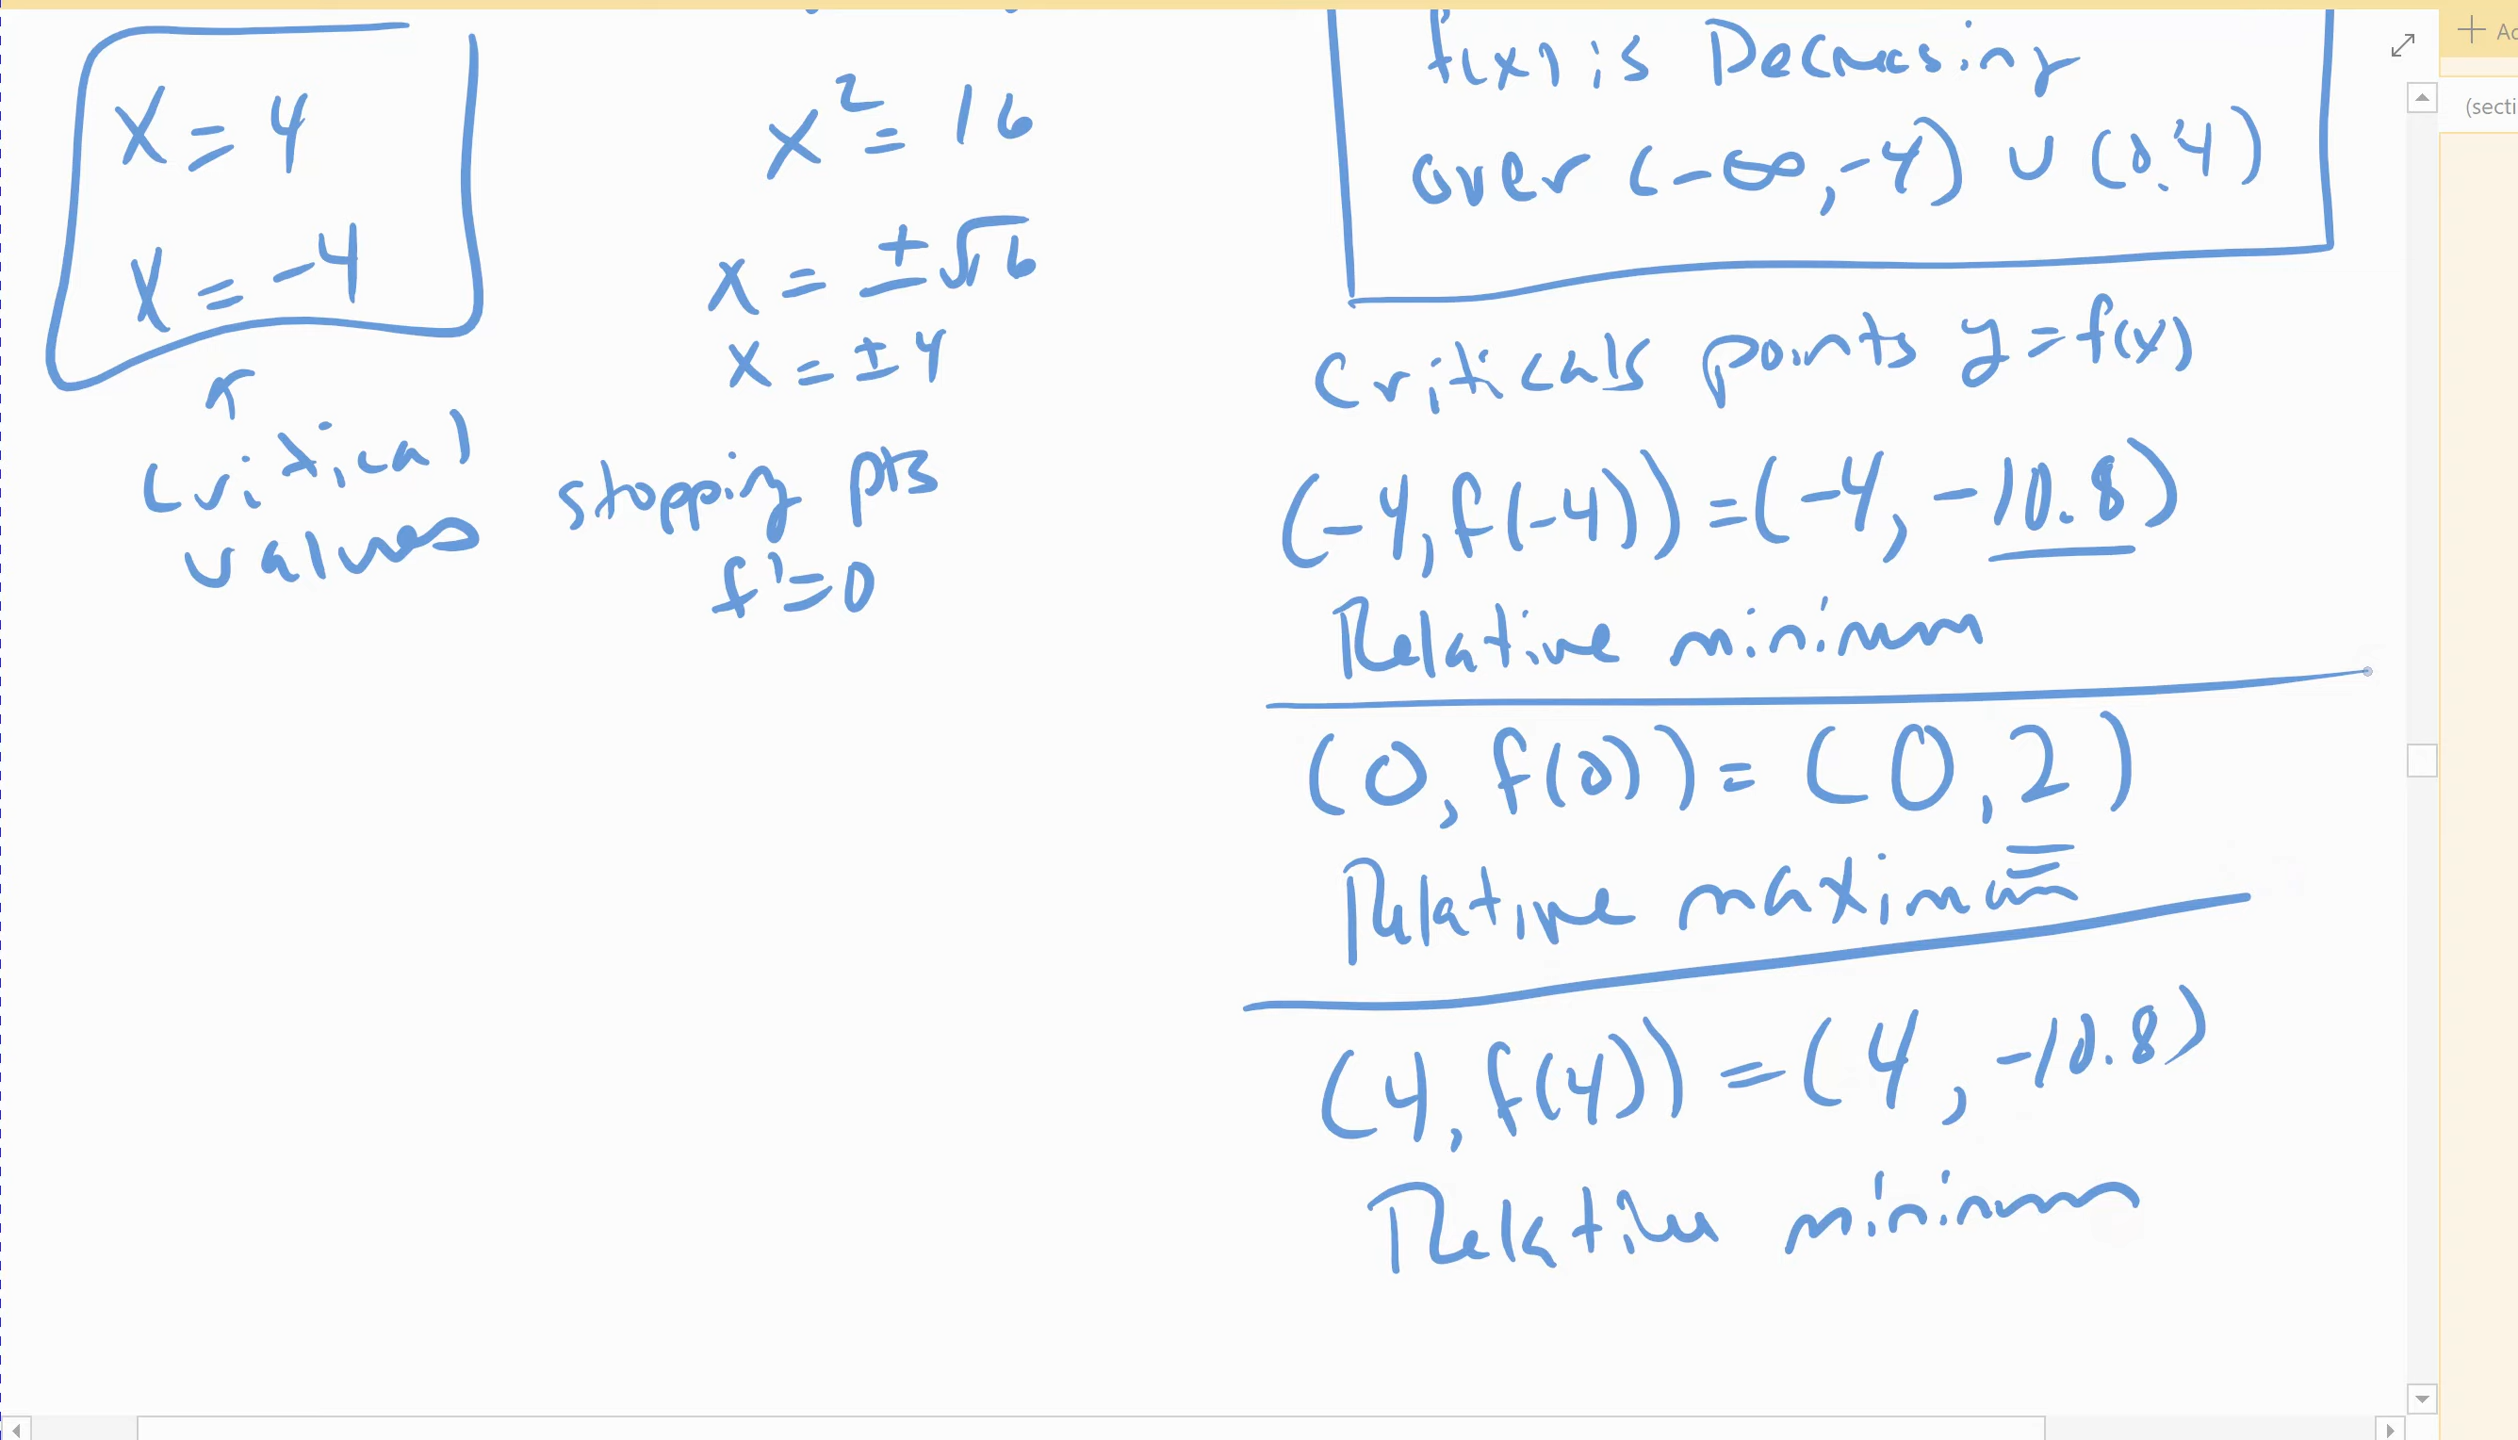 x = 4
x = -4
critical
values
x² = 16
x = ±√16
x = ±4
stopping pts
f' = 0
f(x) is Decreasing
over (-∞, -4) ∪ (0, 4)
Criticals points y = f(x)
(-4, f(-4)) = (-4, -10.8)
Relative minimum
(0, f(0)) = (0, 2)
Relative maximum
(4, f(4)) = (4, -10.8)
Relative minimum
(secti